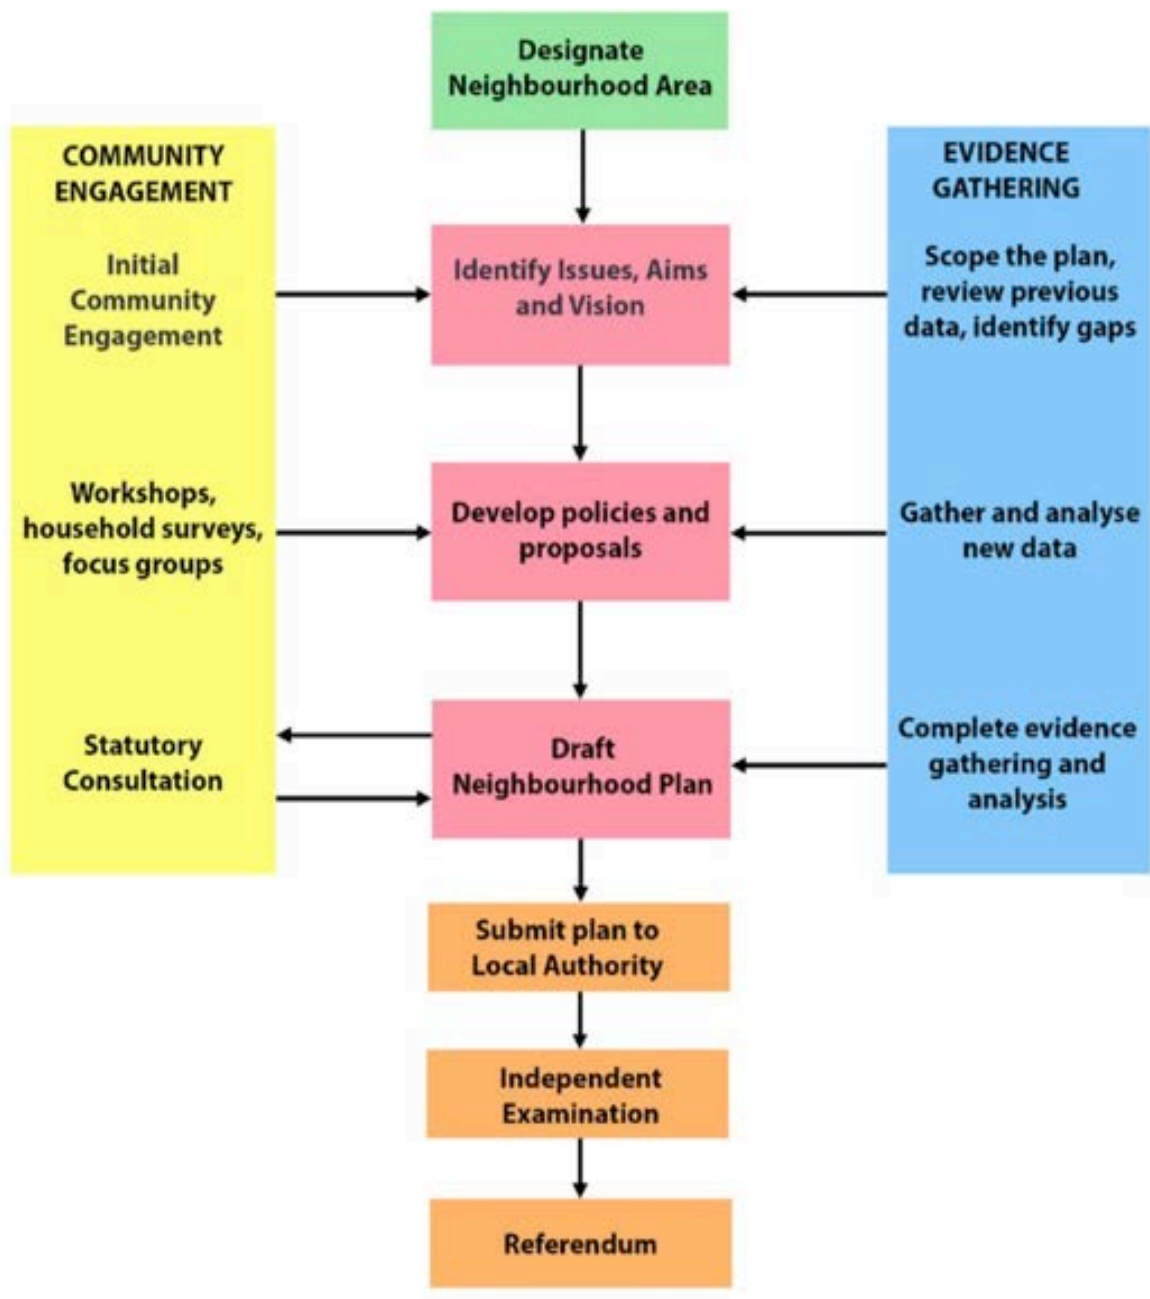 Designate
Neighbourhood Area
COMMUNITY
ENGAGEMENT
Initial
Community
Engagement
Workshops,
household surveys,
focus groups
Statutory
Consultation
Identify Issues, Aims
and Vision
Develop policies and
proposals
Draft
Neighbourhood Plan
Submit plan to
Local Authority
Independent
Examination
Referendum
EVIDENCE
GATHERING
Scope the plan,
review previous
data, identify gaps
Gather and analyse
new data
Complete evidence
gathering and
analysis